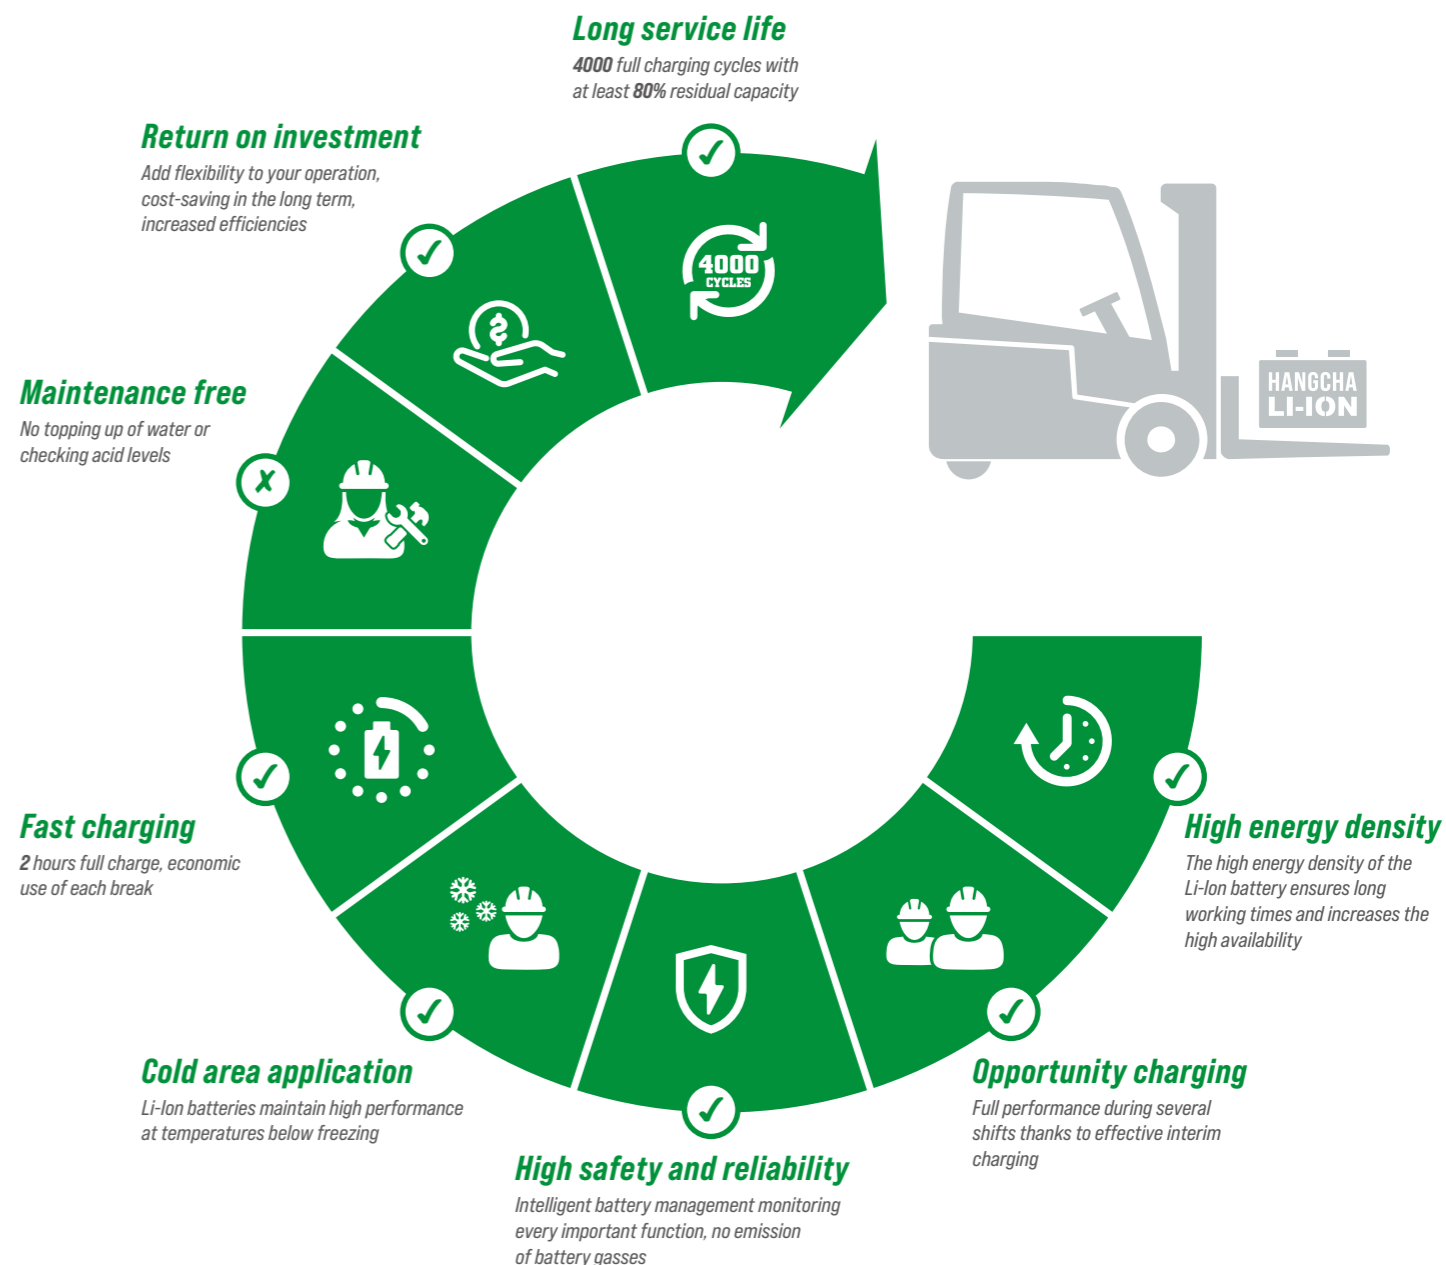 Long service life
4000 full charging cycles with
at least 80% residual capacity
Return on investment
Add flexibility to your operation,
cost-saving in the long term,
increased efficiencies
4000
CYCLES
HANGCHA
LI-ION
Maintenance free
No topping up of water or
checking acid levels
Fast charging
2 hours full charge, economic
use of each break
High energy density
The high energy density of the
Li-Ion battery ensures long
working times and increases the
high availability
Cold area application
Li-Ion batteries maintain high performance
at temperatures below freezing
Opportunity charging
Full performance during several
shifts thanks to effective interim
charging
High safety and reliability
Intelligent battery management monitoring
every important function, no emission
of battery gasses